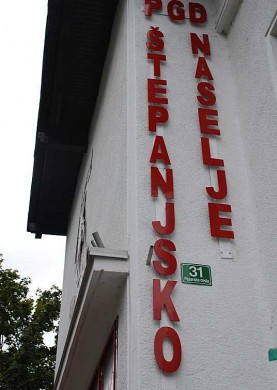 PGD
ŠTEPANJSKO
NASELJE
31